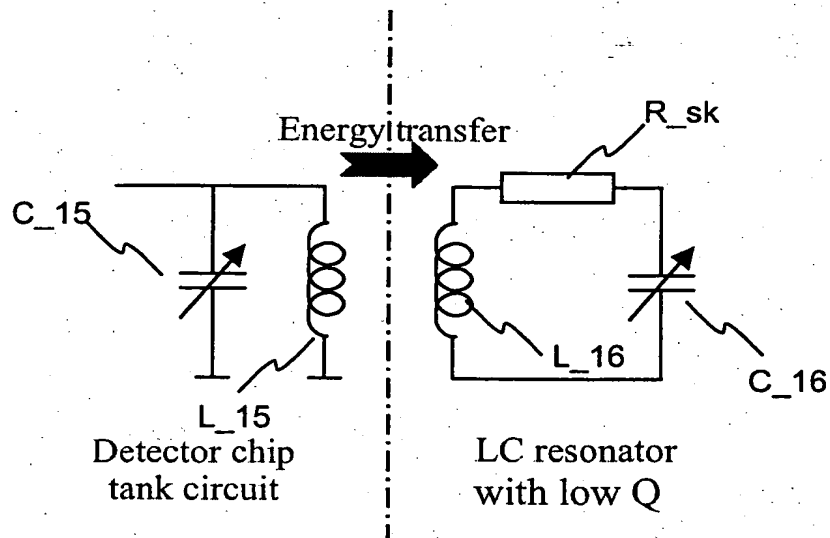 Energy transfer
R_sk
C_15
L_16
C_16
L_15
Detector chip
tank circuit
LC resonator
with low Q